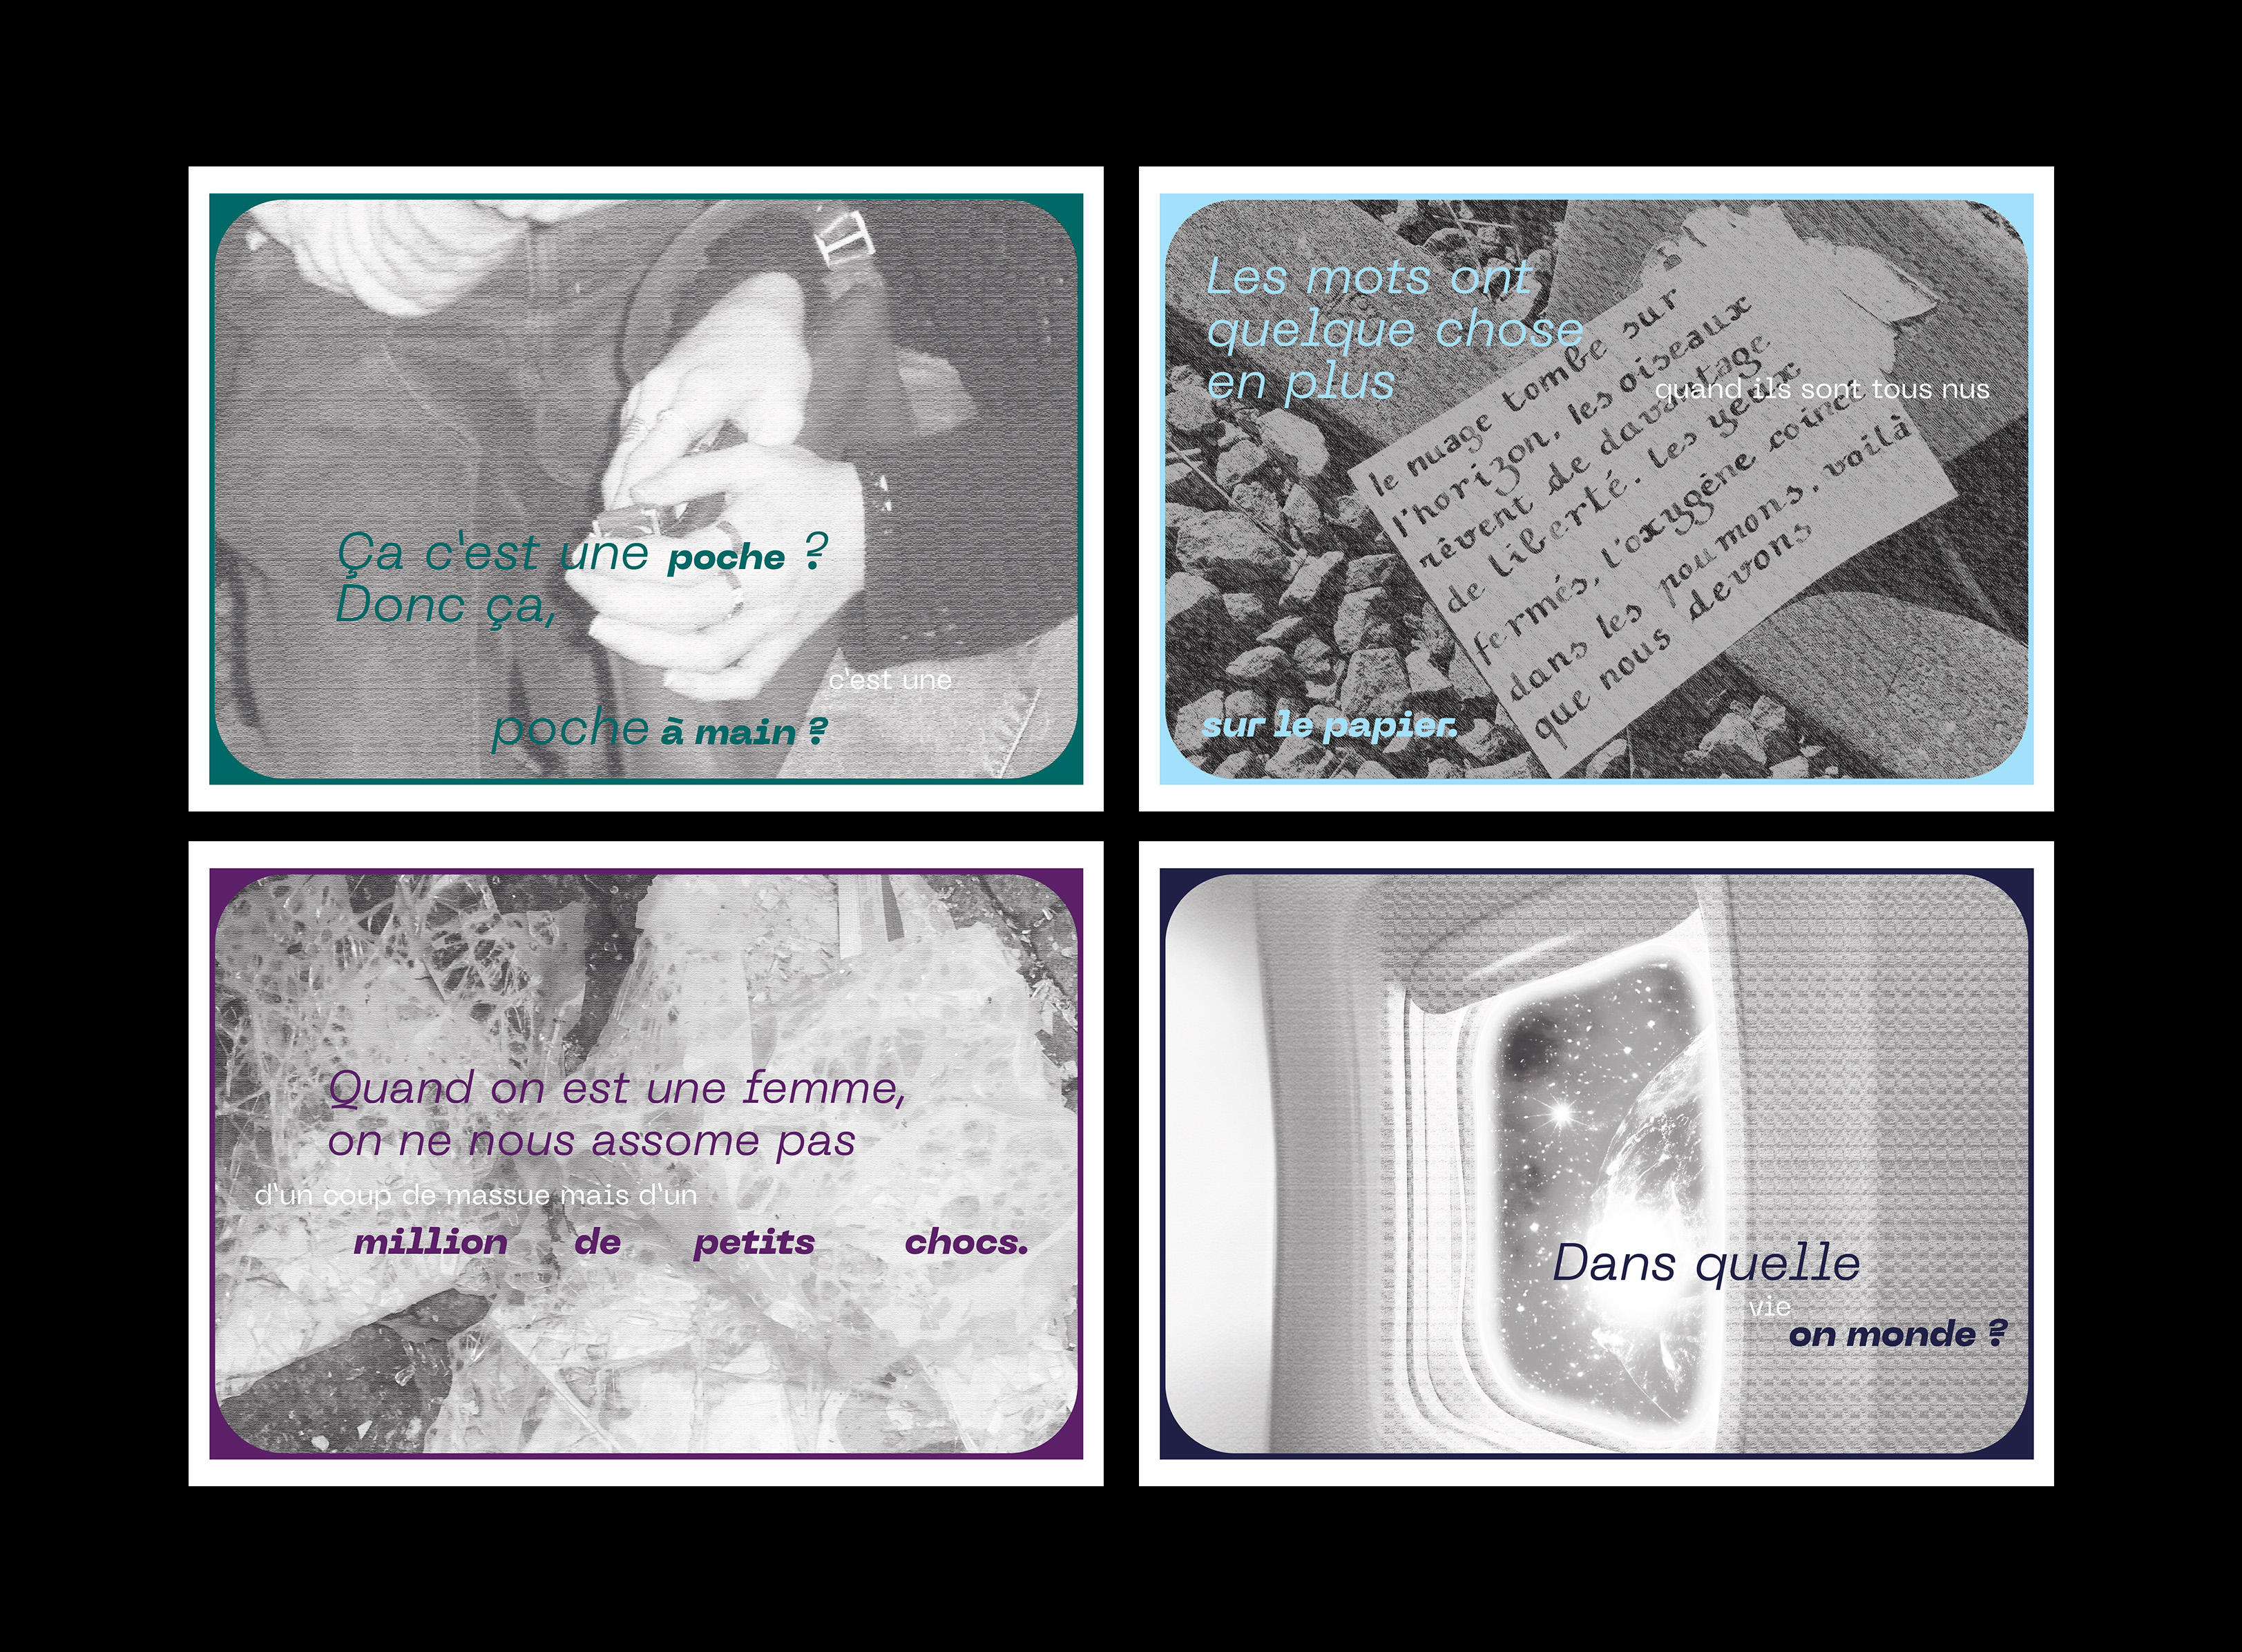 Ça c'est une poche ?
Donc ça,
c'est une
poche à main ?
Les mots ont
quelque chose
en plus
quand ils sont tous nus
le nuage tombe sur
l'horizon, les oiseaux
rêvent de davantage
de liberté. les yeux
fermés, l'oxygène coincé
dans les poumons, voilà
que nous devons
sur le papier.
Quand on est une femme,
on ne nous assome pas
d'un coup de massue mais d'un
million de petits chocs.
Dans quelle
vie
on monde ?